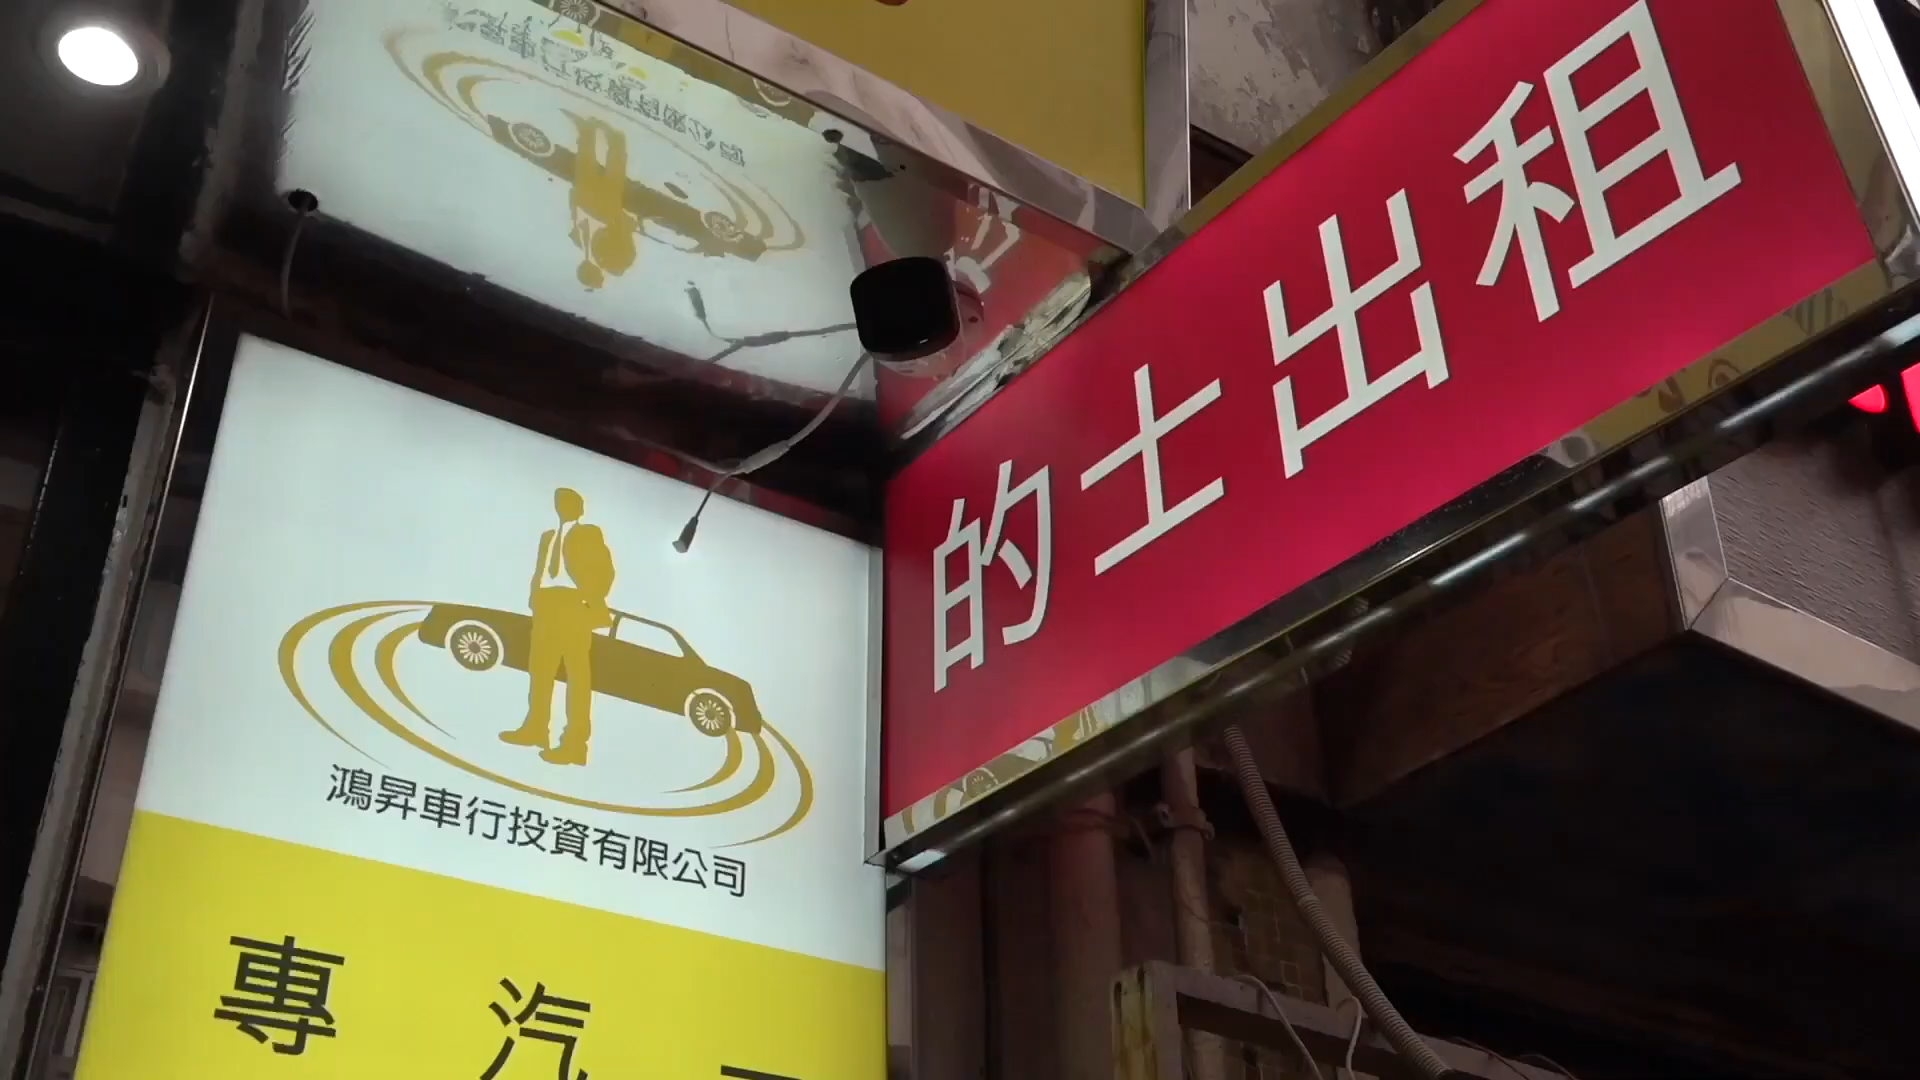 鴻昇車行投資有限公司
專 汽
的士出租